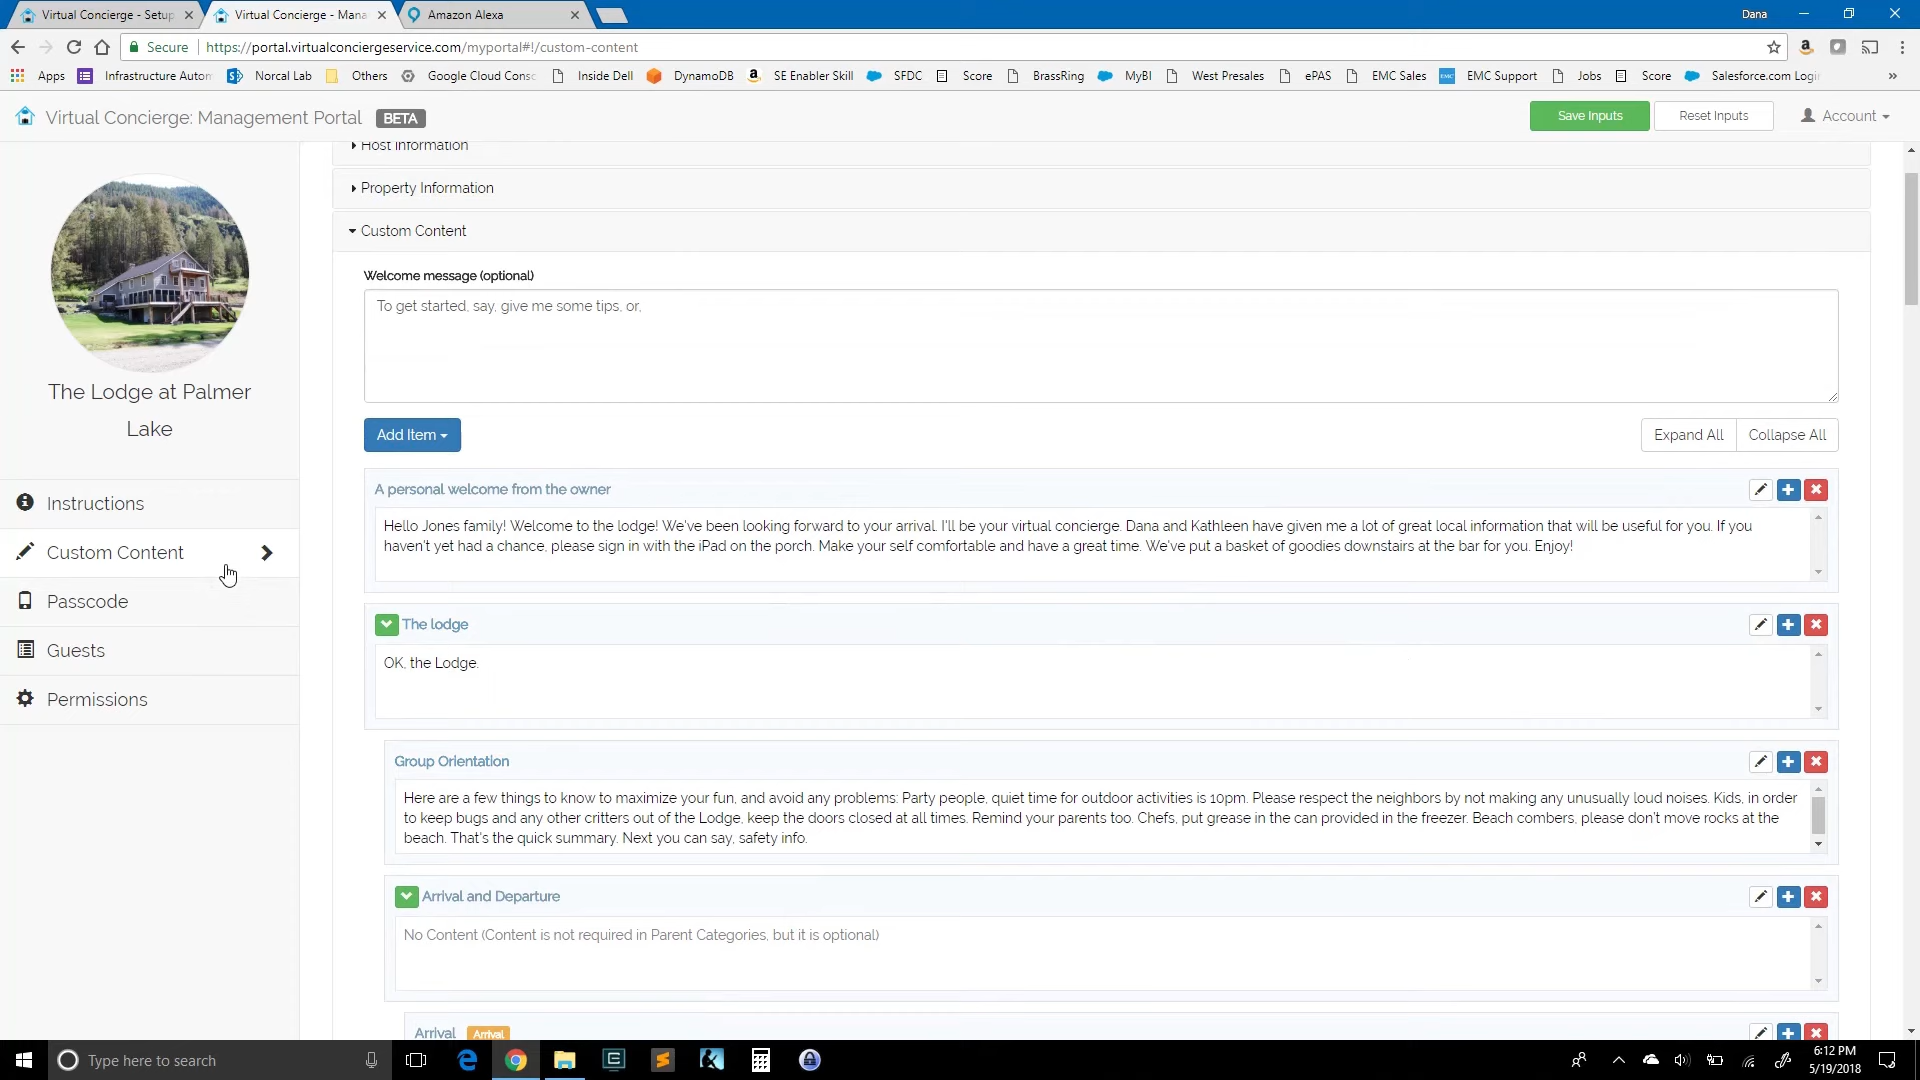 Virtual Concierge - Setup
Virtual Concierge - Mana
Amazon Alexa
Dana
Secure
https://portal.virtualconciergeservice.com/myportal#!/custom-content
Apps
Infrastructure Autom
Norcal Lab
Others
Google Cloud Cons
Inside Dell
DynamoDB
SE Enabler Skill
SFDC
Score
BrassRing
MyBI
West Presales
ePAS
EMC Sales
EMC
EMC Support
Jobs
Score
Salesforce.com Logi
»
Virtual Concierge: Management Portal
BETA
Save Inputs
Reset Inputs
Account
The Lodge at Palmer
Lake
Instructions
Custom Content
Passcode
Guests
Permissions
Host Information
Property Information
Custom Content
Welcome message (optional)
To get started, say, give me some tips, or,
Add Item
Expand All
Collapse All
A personal welcome from the owner
Hello Jones family! Welcome to the lodge! We've been looking forward to your arrival. I'll be your virtual concierge. Dana and Kathleen have given me a lot of great local information that will be useful for you. If you
haven't yet had a chance, please sign in with the iPad on the porch. Make your self comfortable and have a great time. We've put a basket of goodies downstairs at the bar for you. Enjoy!
The lodge
OK, the Lodge.
Group Orientation
Here are a few things to know to maximize your fun, and avoid any problems: Party people, quiet time for outdoor activities is 10pm. Please respect the neighbors by not making any unusually loud noises. Kids, in order
to keep bugs and any other critters out of the Lodge, keep the doors closed at all times. Remind your parents too. Chefs, put grease in the can provided in the freezer. Beach combers, please don't move rocks at the
beach. That's the quick summary. Next you can say, safety info.
Arrival and Departure
No Content (Content is not required in Parent Categories, but it is optional)
Arrival
Arrival
Type here to search
6:12 PM
5/19/2018